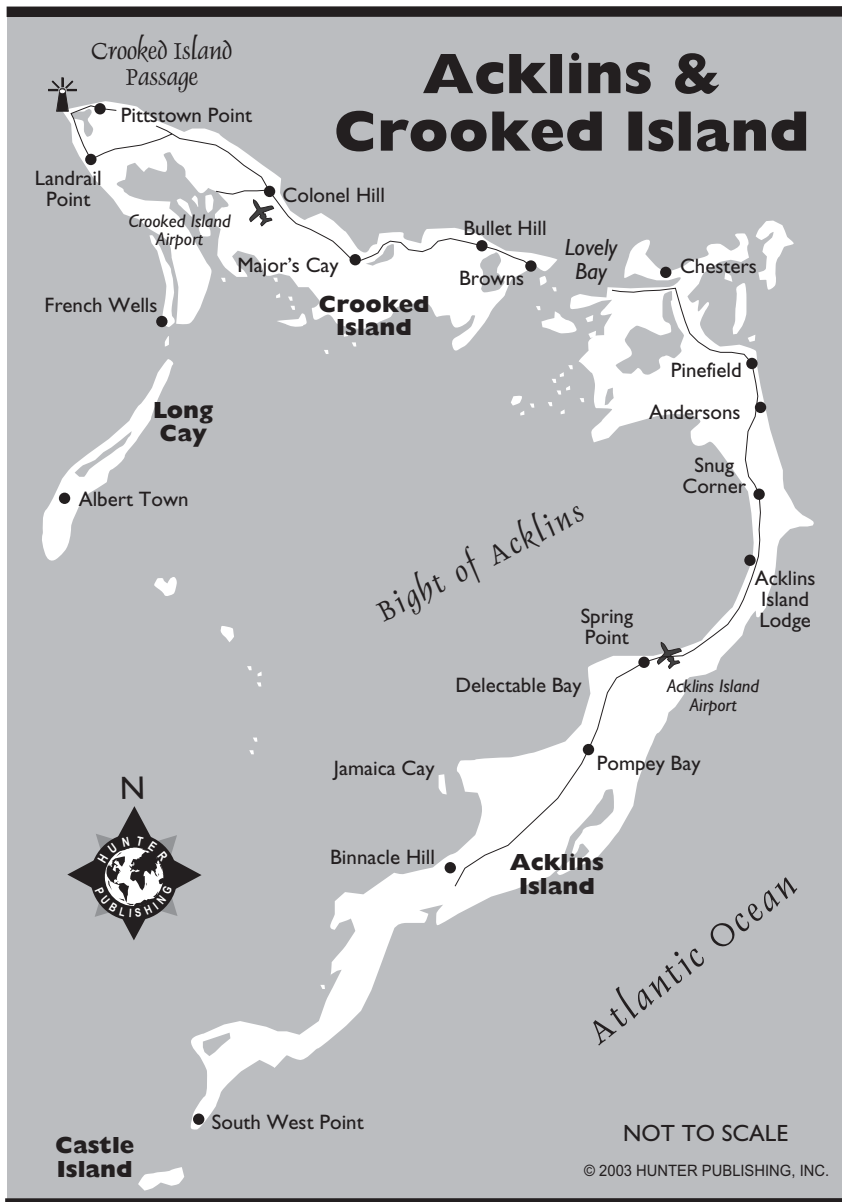 Acklins &
Crooked Island
Crooked Island
Passage
Pittstown Point
Landrail
Point
Colonel Hill
Crooked Island
Airport
Bullet Hill
Lovely
Bay
Chesters
Major's Cay
Browns
Crooked
Island
French Wells
Pinefield
Long
Cay
Andersons
Snug
Corner
Albert Town
Bight of Acklins
Acklins
Island
Lodge
Spring
Point
Delectable Bay
Acklins Island
Airport
Jamaica Cay
Pompey Bay
N
HUNTER
PUBLISHING
Binnacle Hill
Acklins
Island
Atlantic Ocean
South West Point
Castle
Island
NOT TO SCALE
© 2003 HUNTER PUBLISHING, INC.